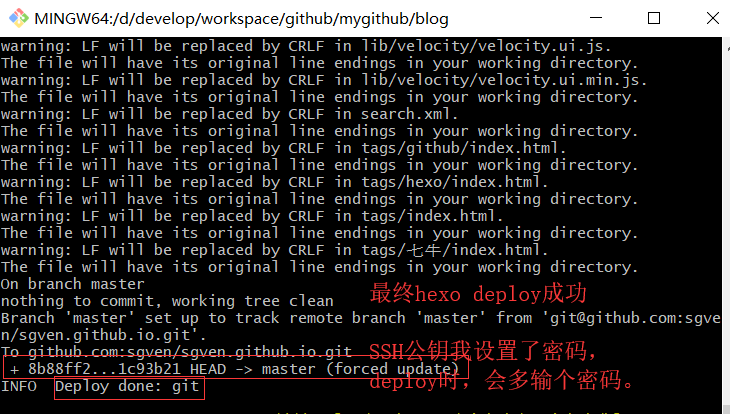 MINGW64:/d/develop/workspace/github/mygithub/blog
warning: LF will be replaced by CRLF in lib/velocity/velocity.ui.js.
The file will have its original line endings in your working directory.
warning: LF will be replaced by CRLF in lib/velocity/velocity.ui.min.js.
The file will have its original line endings in your working directory.
warning: LF will be replaced by CRLF in search.xml.
The file will have its original line endings in your working directory.
warning: LF will be replaced by CRLF in tags/github/index.html.
The file will have its original line endings in your working directory.
warning: LF will be replaced by CRLF in tags/hexo/index.html.
The file will have its original line endings in your working directory.
warning: LF will be replaced by CRLF in tags/index.html.
The file will have its original line endings in your working directory.
warning: LF will be replaced by CRLF in tags/七牛/index.html.
The file will have its original line endings in your working directory.
On branch master
nothing to commit, working tree clean
最终hexo deploy成功
Branch 'master' set up to track remote branch 'master' from 'git@github.com:sgve
n/sgven.github.io.git'.
To github.com:sgven/sgven.github.io.git
SSH公钥我设置了密码，
+ 8b88ff2...1c93b21 HEAD -> master (forced update)
deploy时，会多输个密码。
INFO  Deploy done: git